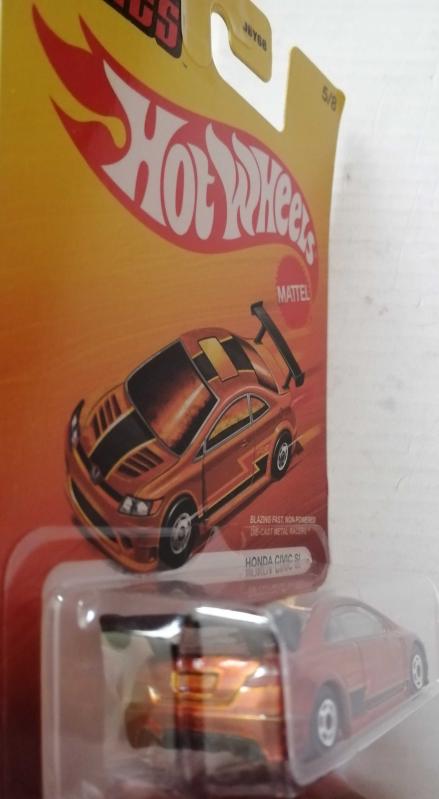 JBY66
5/8
Hot Wheels
MATTEL
BLAZING FAST, NON-POWERED
DIE-CAST METAL RACERS
HONDA CIVIC SI